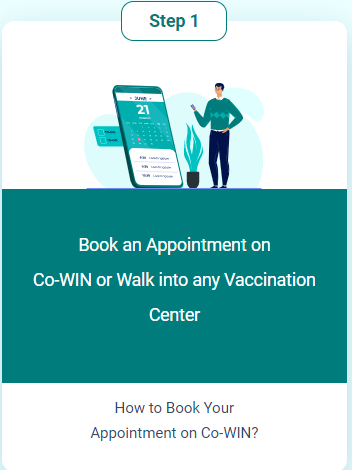 Step 1
JUNE
21
Book an Appointment on
Co-WIN or Walk into any Vaccination
Center
How to Book Your
Appointment on Co-WIN?